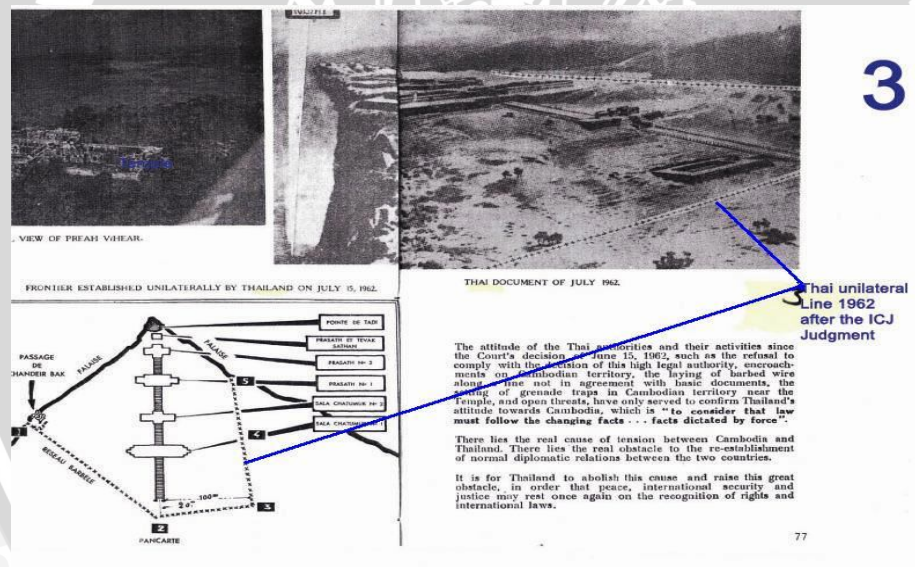 3
Temple
. VIEW OF PREAH VIHEAR.
FRONTIER ESTABLISHED UNILATERALLY BY THAILAND ON JULY 15, 1962.
THAI DOCUMENT OF JULY 1962.
Thai unilateral
Line 1962
after the ICJ
Judgment
POINTE DE TADI
PRASATH ET TEVAK
SATHAN
PRASATH Nº 2
PRASATH Nº 1
SALA CHATUMUK Nº 2
SALA CHATUMUK Nº 1
PASSAGE
DE
CHANDEIR BAK
FALAISE
FALAISE
RESEAU BARBELE
5
4
3
2
1
100m
20m
PANCARTE
The attitude of the Thai authorities and their activities since
the Court's decision of June 15, 1962, such as the refusal to
comply with the decision of this high legal authority, encroach-
ments on Cambodian territory, the laying of barbed wire
along a line not in agreement with basic documents, the
setting of grenade traps in Cambodian territory near the
Temple, and open threats, have only served to confirm Thailand's
attitude towards Cambodia, which is "to consider that law
must follow the changing facts . . . facts dictated by force".
There lies the real cause of tension between Cambodia and
Thailand. There lies the real obstacle to the re-establishment
of normal diplomatic relations between the two countries.
It is for Thailand to abolish this cause and raise this great
obstacle, in order that peace, international security and
justice may rest once again on the recognition of rights and
international laws.
77